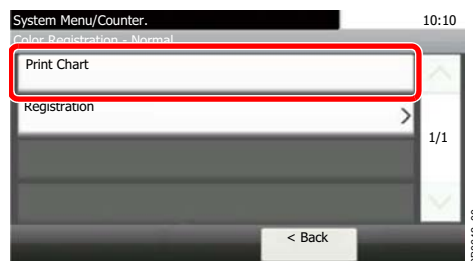 System Menu/Counter.
10:10
Color Registration - Normal
Print Chart
Registration
1/1
< Back